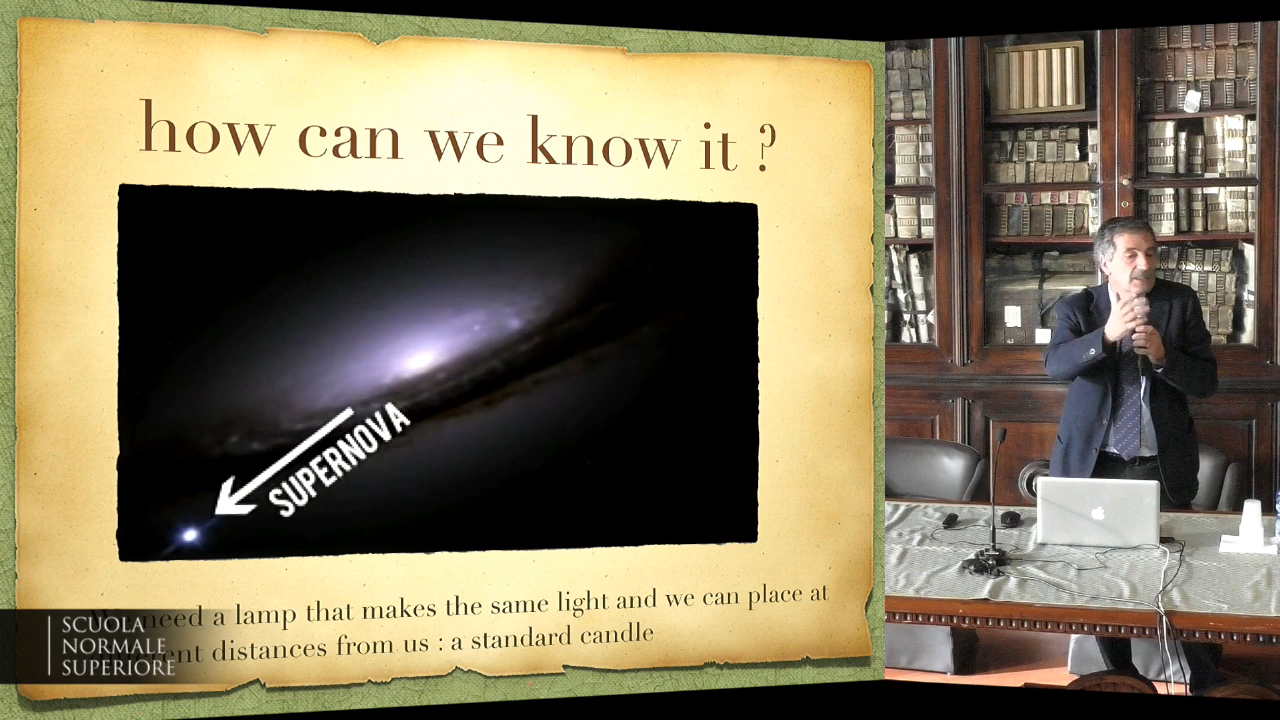 how can we know it ?
SUPERNOVA
need a lamp that makes the same light and we can place at
distances from us : a standard candle
SCUOLA
NORMALE
SUPERIORE